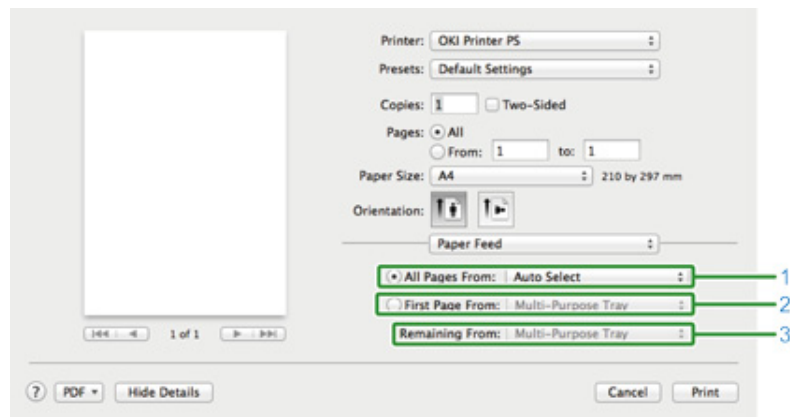 Printer: OKI Printer PS
Presets: Default Settings
Copies: 1 Two-Sided
Pages: All
From: 1 to: 1
Paper Size: A4 210 by 297 mm
Orientation:
Paper Feed
All Pages From: Auto Select 1
First Page From: Multi-Purpose Tray 2
1 of 1
Remaining From: Multi-Purpose Tray 3
? PDF Hide Details Cancel Print